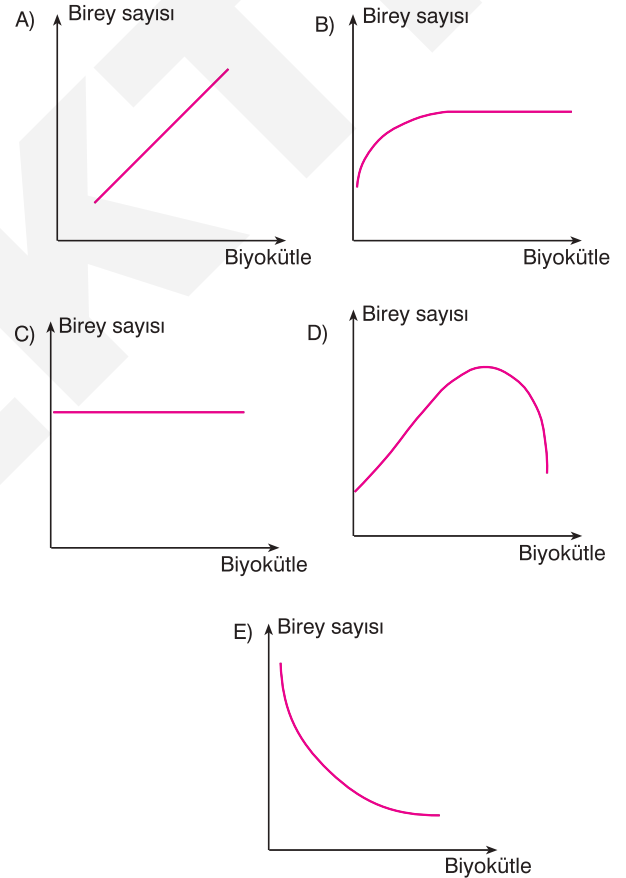 A) Birey sayısı
Biyokütle
B) Birey sayısı
Biyokütle
C) Birey sayısı
Biyokütle
D) Birey sayısı
Biyokütle
E) Birey sayısı
Biyokütle